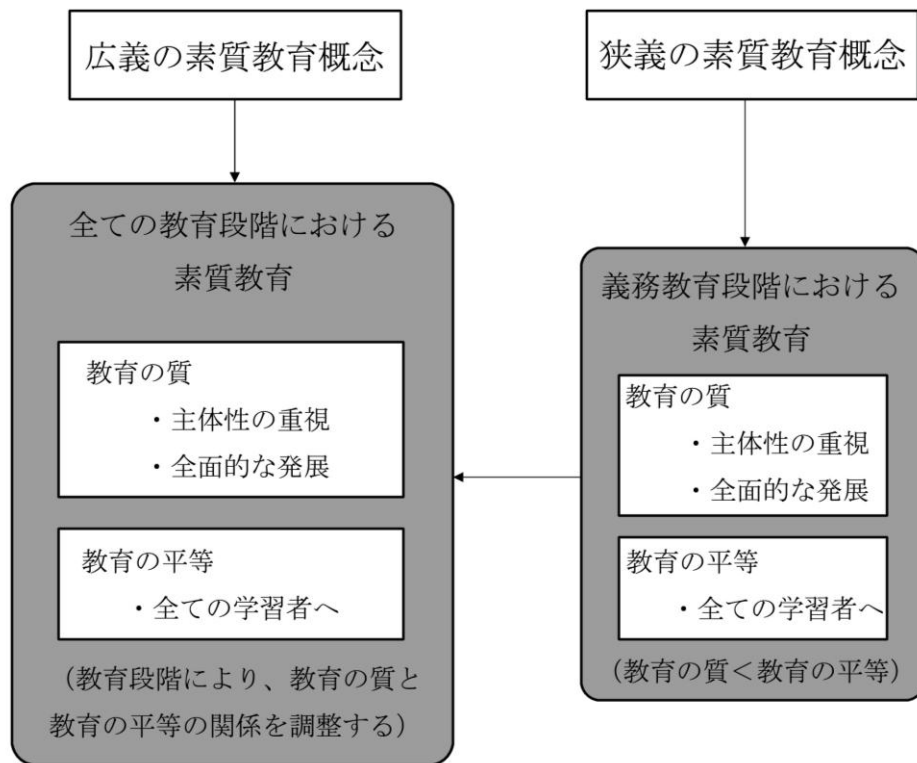 広義の素質教育概念
全ての教育段階における
素質教育
教育の質
・主体性の重視
・全面的な発展
教育の平等
・全ての学習者へ
（教育段階により、教育の質と
教育の平等の関係を調整する）
狭義の素質教育概念
義務教育段階における
素質教育
教育の質
・主体性の重視
・全面的な発展
教育の平等
・全ての学習者へ
（教育の質＜教育の平等）